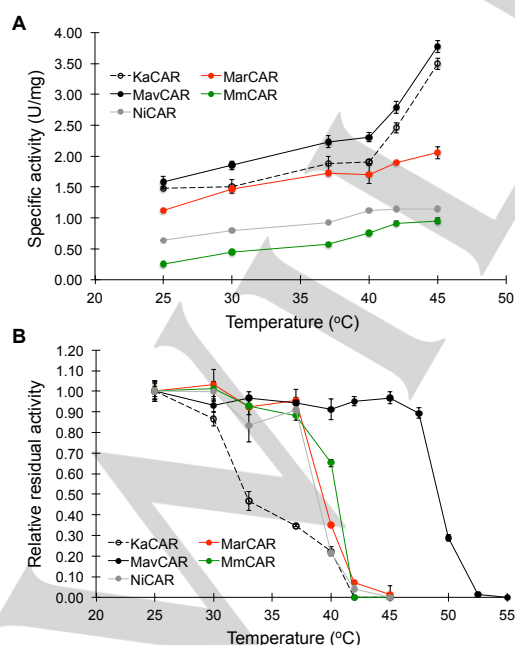 A
Specific activity (U/mg)
4.00
3.50
3.00
2.50
2.00
1.50
1.00
0.50
0.00
KaCAR MarCAR
MavCAR MmCAR
NiCAR
20 25 30 35 40 45 50
Temperature (°C)
B
Relative residual activity
1.20
1.10
1.00
0.90
0.80
0.70
0.60
0.50
0.40
0.30
0.20
0.10
0.00
KaCAR MarCAR
MavCAR MmCAR
NiCAR
20 25 30 35 40 45 50 55
Temperature (°C)